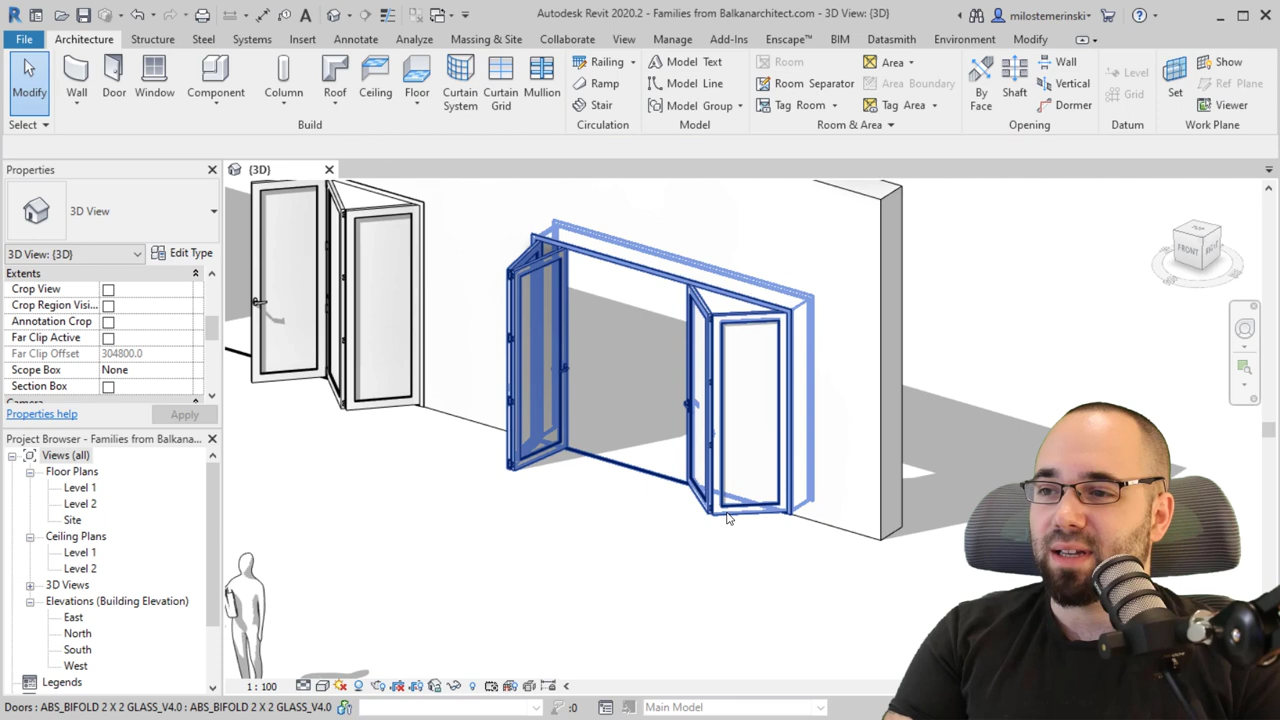 Autodesk Revit 2020.2 - Families from Balkanarchitect.com - 3D View: {3D}
milostemerinski
File Architecture Structure Steel Systems Insert Annotate Analyze Massing & Site Collaborate View Manage Add-Ins Enscape™ BIM Datasmith Environment Modify
Modify Wall Door Window Component Column Roof Ceiling Floor Curtain System Curtain Grid Mullion
Railing
Ramp
Stair
Model Text
Model Line
Model Group
Room
Room Separator
Tag Room
Area
Area Boundary
Tag Area
By Face
Shaft
Wall
Vertical
Dormer
Level
Grid
Set
Show
Ref Plane
Viewer
Select Build Circulation Model Room & Area Opening Datum Work Plane
Properties
{3D}
3D View
3D View: {3D} Edit Type
Extents
Crop View
Crop Region Visi...
Annotation Crop
Far Clip Active
Far Clip Offset 304800.0
Scope Box None
Section Box
Camera
Properties help Apply
Project Browser - Families from Balkana...
Views (all)
Floor Plans
Level 1
Level 2
Site
Ceiling Plans
Level 1
Level 2
3D Views
Elevations (Building Elevation)
East
North
South
West
Legends
FRONT
RIGHT
1 : 100
Doors : ABS_BIFOLD 2 X 2 GLASS_V4.0 : ABS_BIFOLD 2 X 2 GLASS_V4.0
:0
Main Model